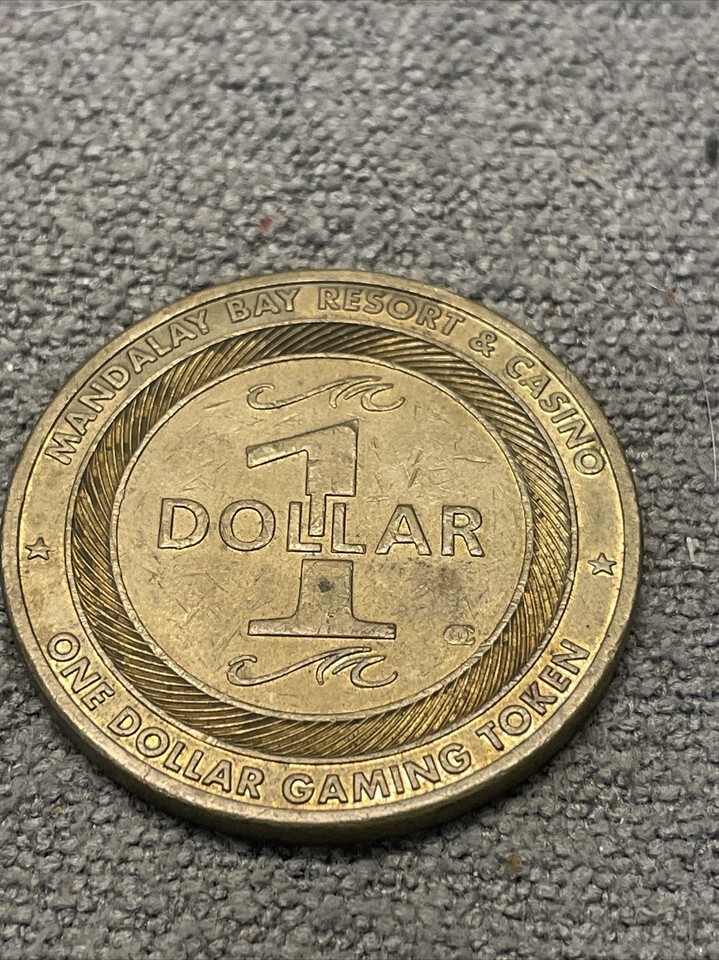 MANDALAY BAY RESORT & CASINO
1
DOLLAR
ONE DOLLAR GAMING TOKEN